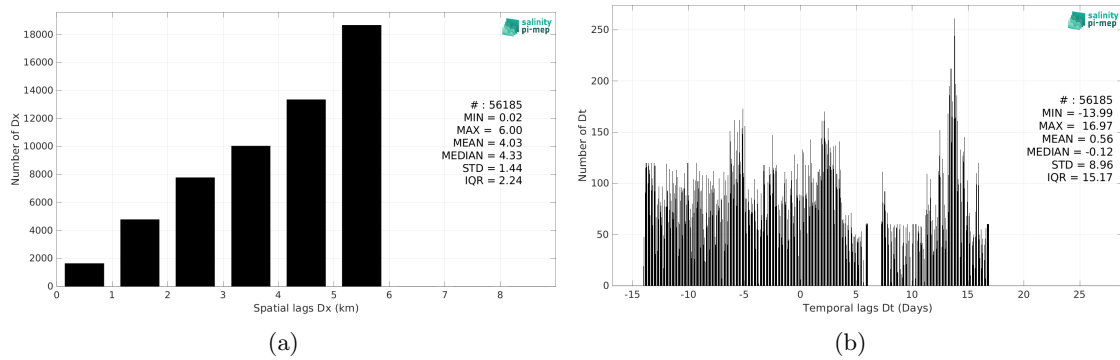 18000
16000
14000
12000
10000
8000
6000
4000
2000
0
Number of Dx
0 1 2 3 4 5 6 7 8
Spatial lags Dx (km)
salinity
pi-mep
# : 56185
MIN = 0.02
MAX = 6.00
MEAN = 4.03
MEDIAN = 4.33
STD = 1.44
IQR = 2.24
(a)
250
200
150
100
50
0
Number of Dt
-15 -10 -5 0 5 10 15 20 25
Temporal lags Dt (Days)
salinity
pi-mep
# : 56185
MIN = -13.99
MAX = 16.97
MEAN = 0.56
MEDIAN = -0.12
STD = 8.96
IQR = 15.17
(b)